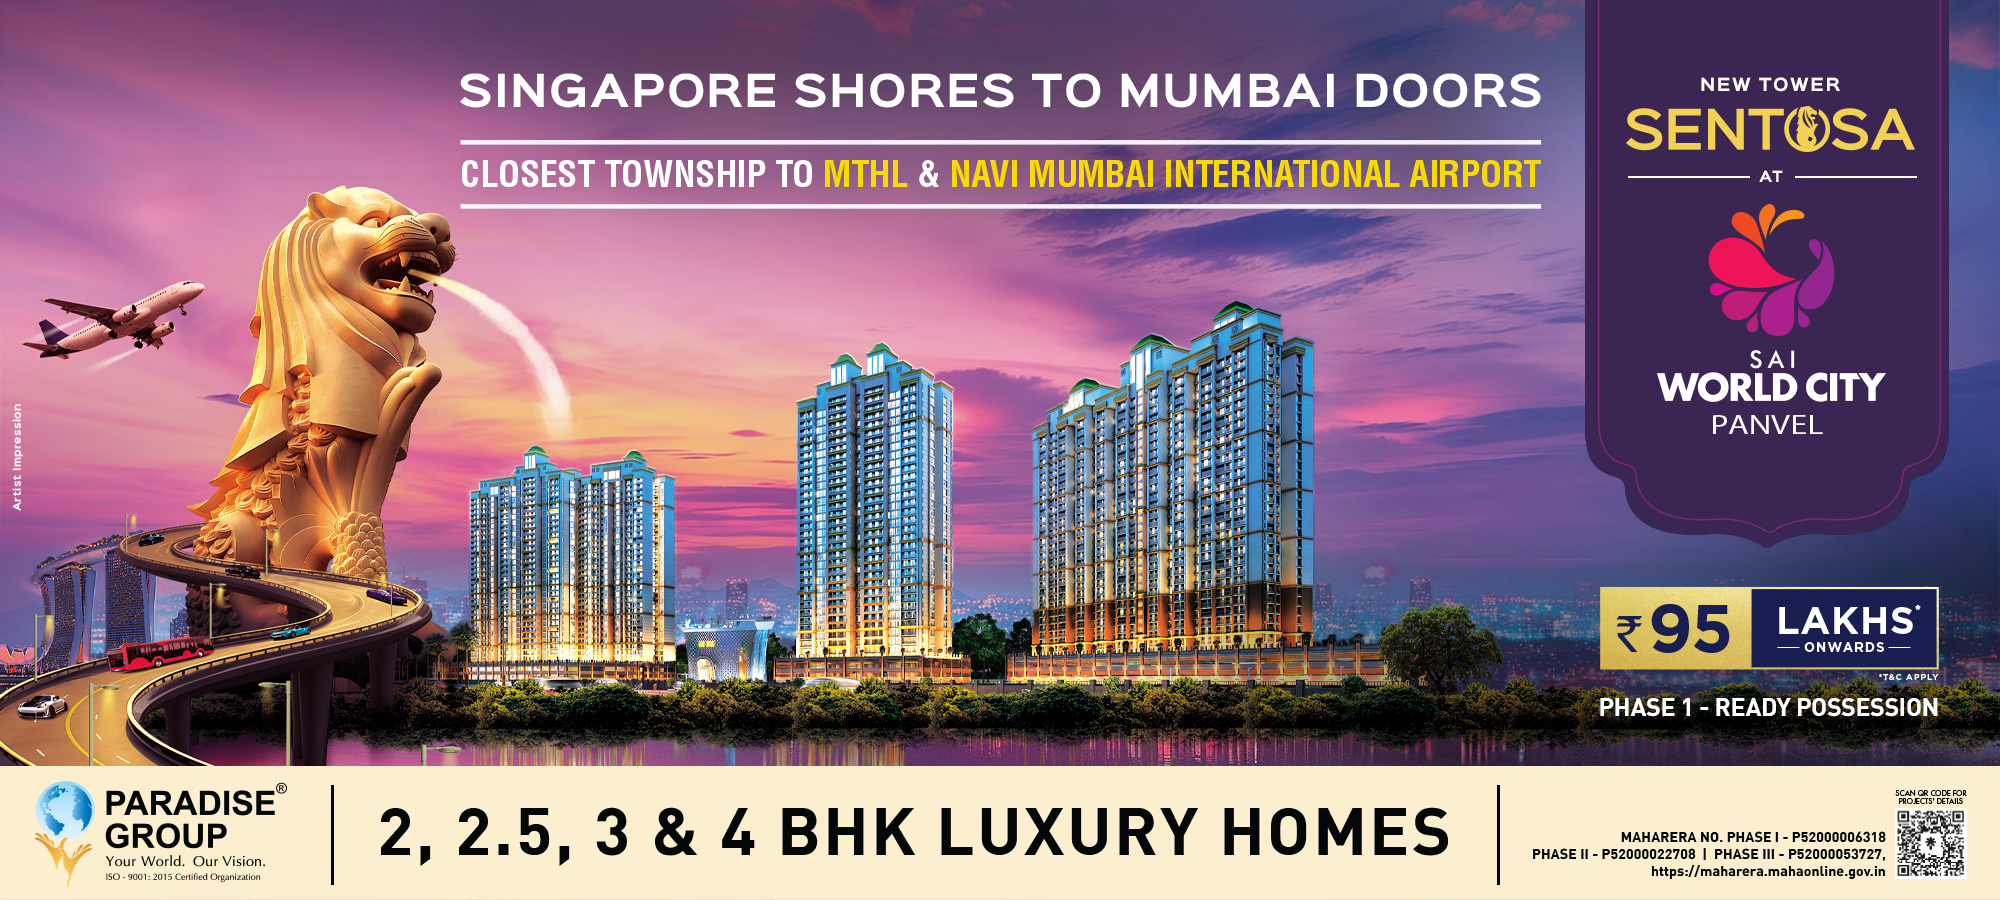 SINGAPORE SHORES TO MUMBAI DOORS
CLOSEST TOWNSHIP TO MTHL & NAVI MUMBAI INTERNATIONAL AIRPORT
NEW TOWER
SENTOSA
AT
SAI
WORLD CITY
PANVEL
Artist Impression
₹95 LAKHS*
ONWARDS
*T&C APPLY
PHASE 1 - READY POSSESSION
PARADISE®
GROUP
Your World. Our Vision.
ISO - 9001: 2015 Certified Organization
2, 2.5, 3 & 4 BHK LUXURY HOMES
SCAN QR CODE FOR
PROJECTS' DETAILS
MAHARERA NO. PHASE I - P52000006318
PHASE II - P52000022708 | PHASE III - P52000053727,
https://maharera.mahaonline.gov.in